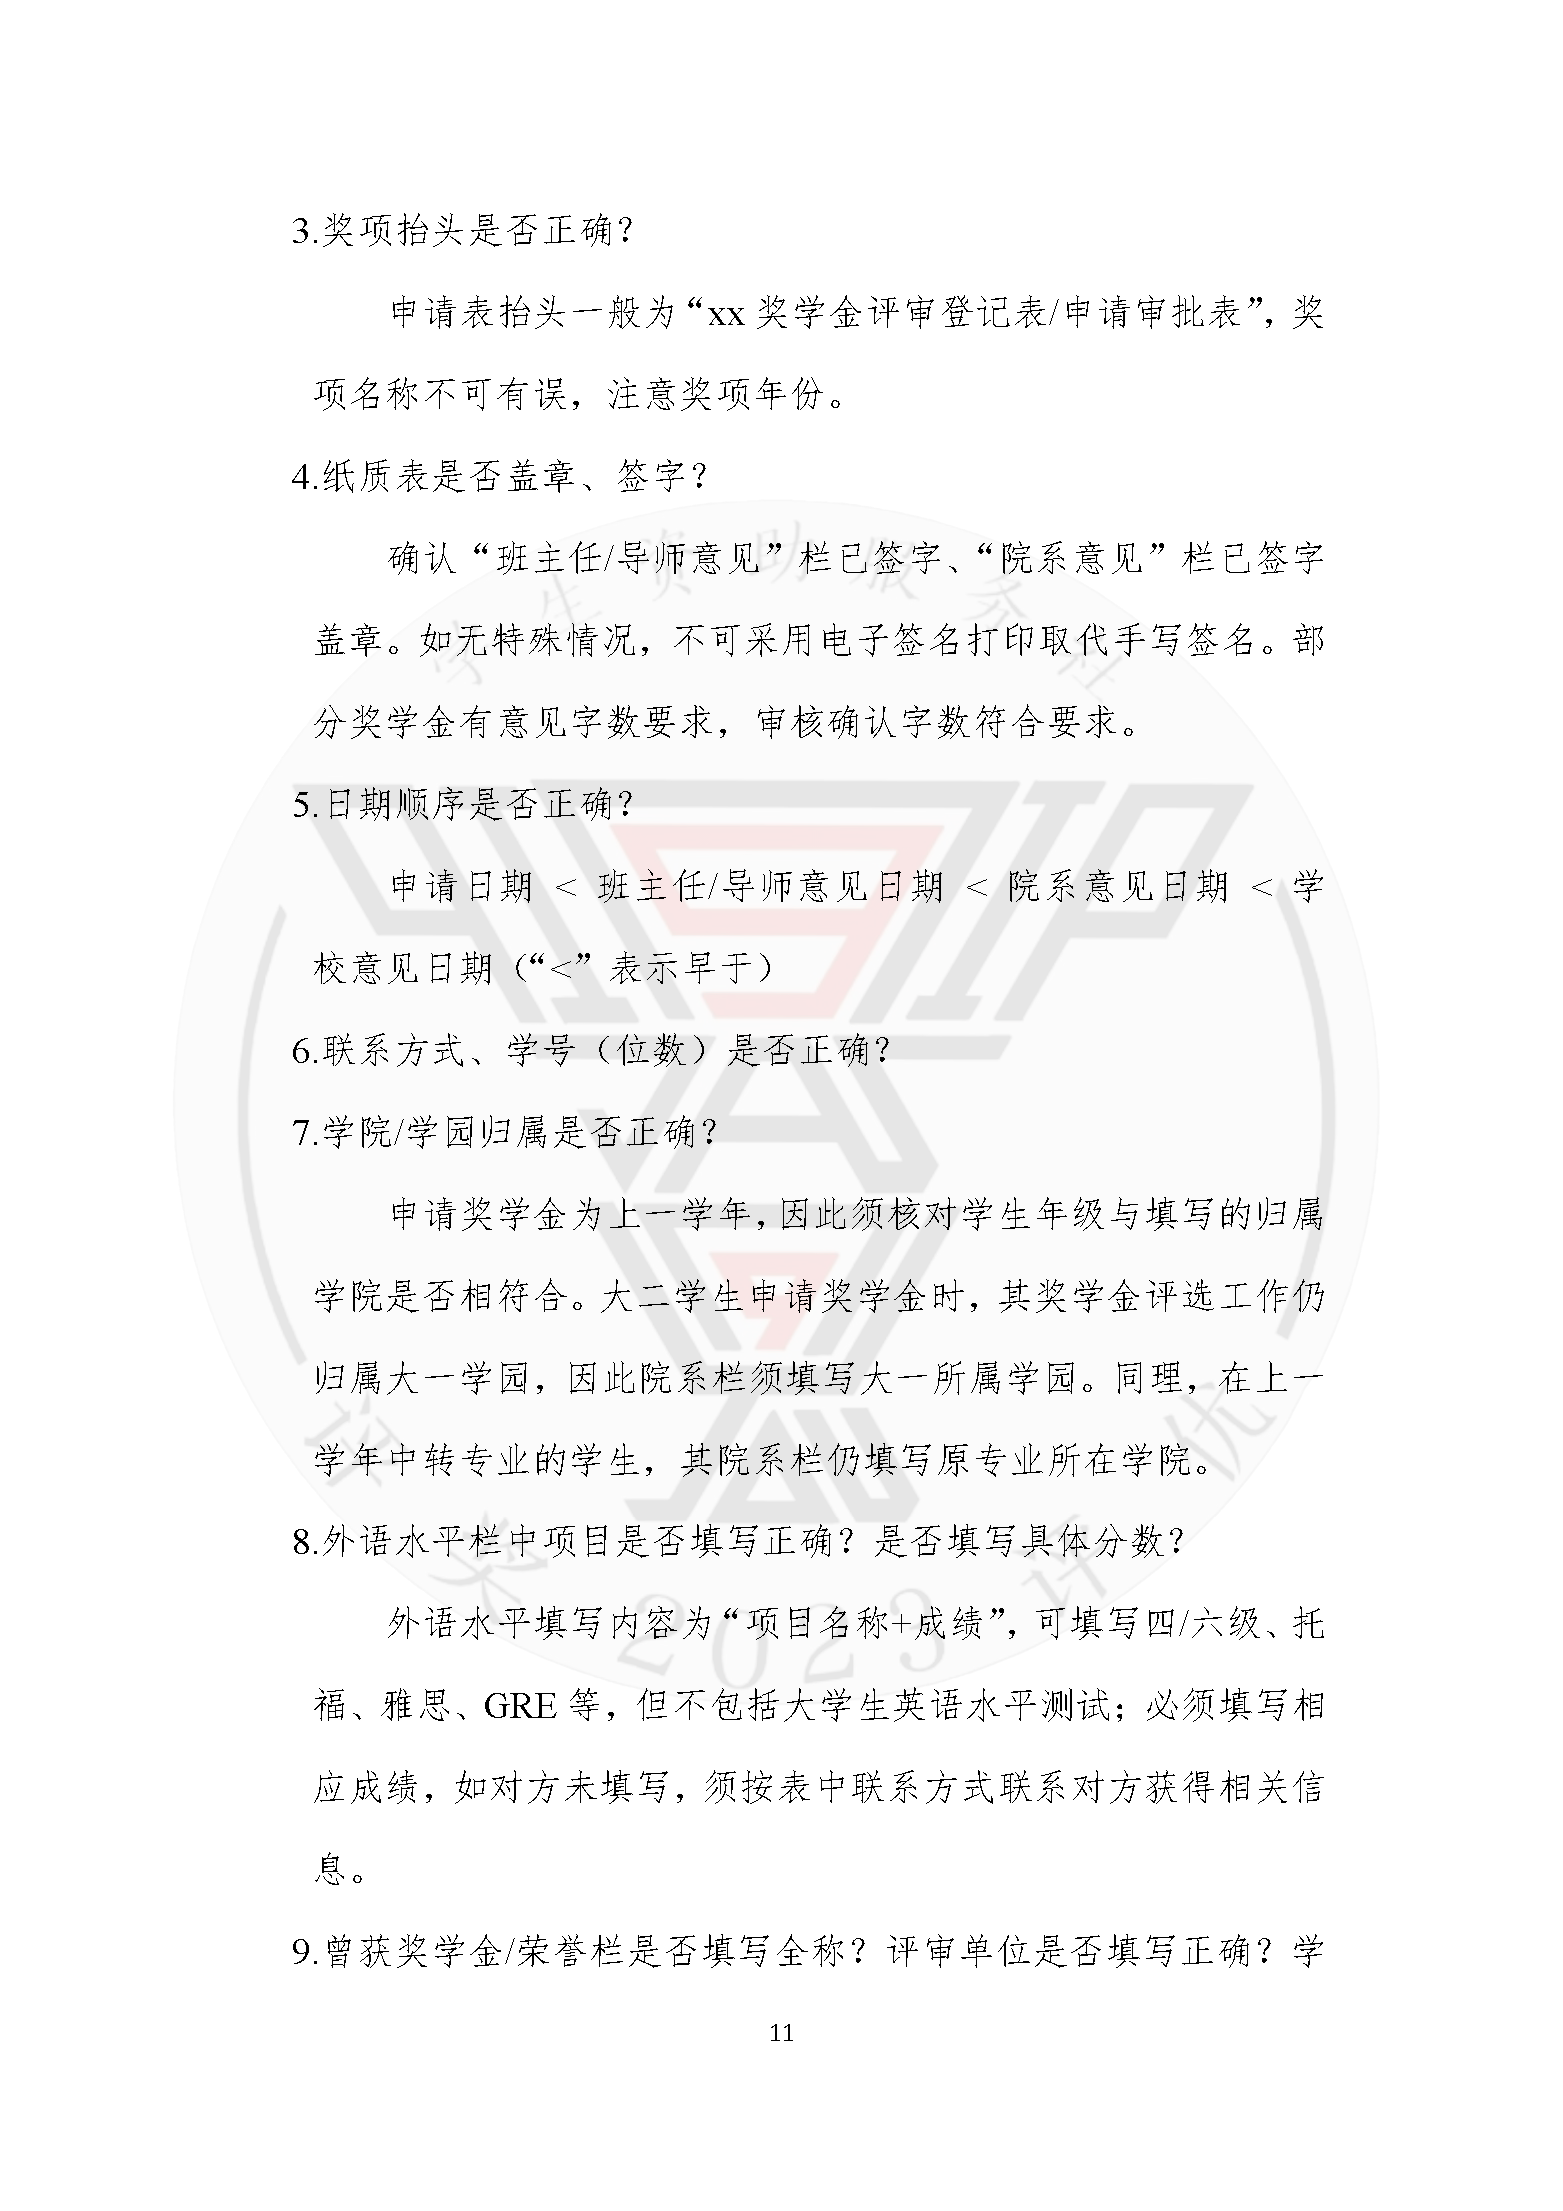 3.奖项抬头是否正确？
申请表抬头一般为“xx 奖学金评审登记表/申请审批表”，奖
项名称不可有误，注意奖项年份。
4.纸质表是否盖章、签字？
确认“班主任/导师意见”栏已签字、“院系意见”栏已签字
盖章。如无特殊情况，不可采用电子签名打印取代手写签名。部
分奖学金有意见字数要求，审核确认字数符合要求。
5.日期顺序是否正确？
申请日期 < 班主任/导师意见日期 < 院系意见日期 < 学
校意见日期（“<”表示早于）
6.联系方式、学号（位数）是否正确？
7.学院/学园归属是否正确？
申请奖学金为上一学年，因此须核对学生年级与填写的归属
学院是否相符合。大二学生申请奖学金时，其奖学金评选工作仍
归属大一学园，因此院系栏须填写大一所属学园。同理，在上一
学年中转专业的学生，其院系栏仍填写原专业所在学院。
8.外语水平栏中项目是否填写正确？是否填写具体分数？
外语水平填写内容为“项目名称+成绩”，可填写四/六级、托
福、雅思、GRE 等，但不包括大学生英语水平测试；必须填写相
应成绩，如对方未填写，须按表中联系方式联系对方获得相关信
息。
9.曾获奖学金/荣誉栏是否填写全称？评审单位是否填写正确？学
11
学生资助服务社
评奖2023评优